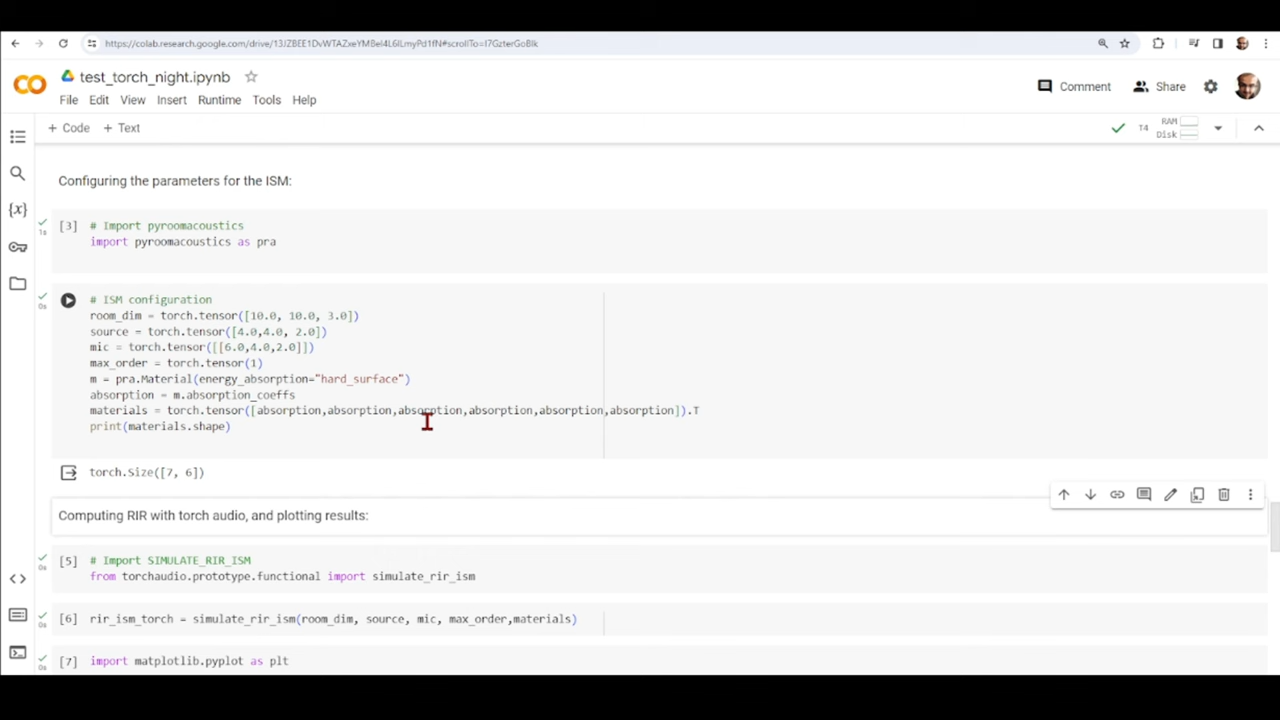 https://colab.research.google.com/drive/13JZBEE1DvWTAZxeYMBel4L6lLmyPd1fN#scrollTo=I7GzterGoBlk
test_torch_night.ipynb
File Edit View Insert Runtime Tools Help
Comment
Share
+ Code + Text
T4
RAM
Disk
Configuring the parameters for the ISM:
[3]
1s
# Import pyroomacoustics
import pyroomacoustics as pra
0s
# ISM configuration
room_dim = torch.tensor([10.0, 10.0, 3.0])
source = torch.tensor([4.0,4.0, 2.0])
mic = torch.tensor([[6.0,4.0,2.0]])
max_order = torch.tensor(1)
m = pra.Material(energy_absorption="hard_surface")
absorption = m.absorption_coeffs
materials = torch.tensor([absorption,absorption,absorption,absorption,absorption,absorption]).T
print(materials.shape)
torch.Size([7, 6])
Computing RIR with torch audio, and plotting results:
[5]
0s
# Import SIMULATE_RIR_ISM
from torchaudio.prototype.functional import simulate_rir_ism
[6]
0s
rir_ism_torch = simulate_rir_ism(room_dim, source, mic, max_order,materials)
[7]
0s
import matplotlib.pyplot as plt